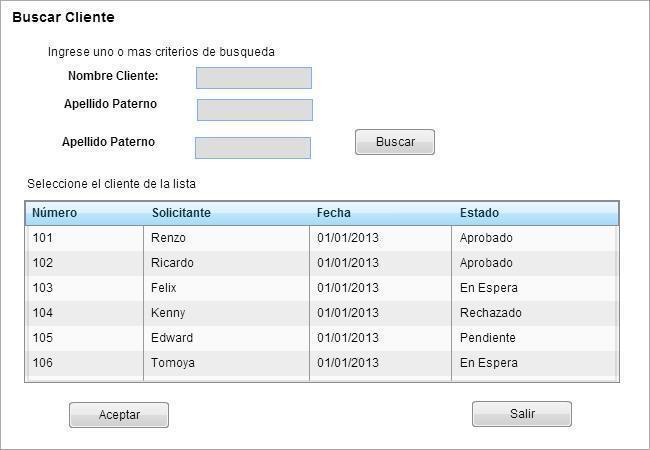 Buscar Cliente
Ingrese uno o mas criterios de busqueda
Nombre Cliente:
Apellido Paterno
Apellido Paterno Buscar
Seleccione el cliente de la lista
Número Solicitante Fecha Estado
101 Renzo 01/01/2013 Aprobado
102 Ricardo 01/01/2013 Aprobado
103 Felix 01/01/2013 En Espera
104 Kenny 01/01/2013 Rechazado
105 Edward 01/01/2013 Pendiente
106 Tomoya 01/01/2013 En Espera
Aceptar Salir